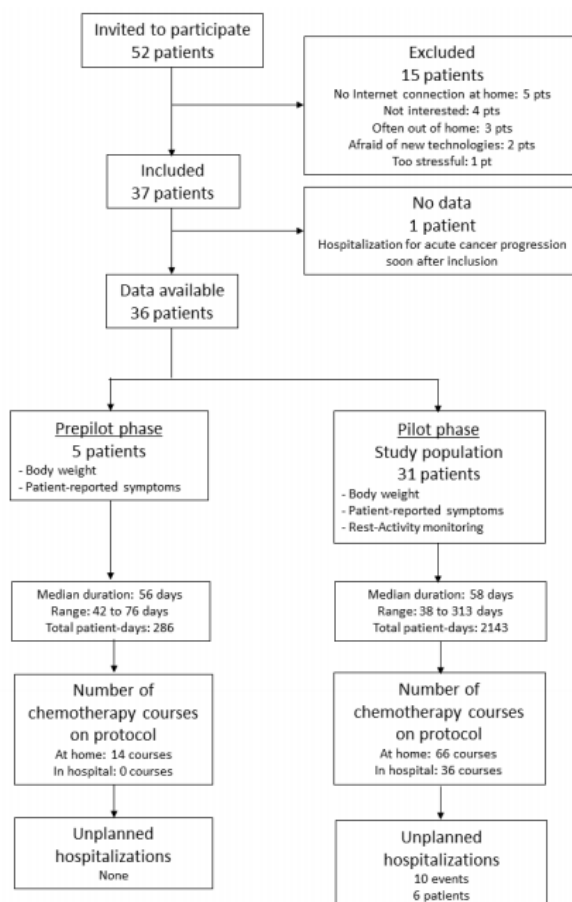 Invited to participate
52 patients
Excluded
15 patients
No Internet connection at home: 5 pts
Not interested: 4 pts
Often out of home: 3 pts
Afraid of new technologies: 2 pts
Too stressful: 1 pt
Included
37 patients
No data
1 patient
Hospitalization for acute cancer progression
soon after inclusion
Data available
36 patients
Prepilot phase
5 patients
- Body weight
- Patient-reported symptoms
Pilot phase
Study population
31 patients
- Body weight
- Patient-reported symptoms
- Rest-Activity monitoring
Median duration: 56 days
Range: 42 to 76 days
Total patient-days: 286
Median duration: 58 days
Range: 38 to 313 days
Total patient-days: 2143
Number of
chemotherapy courses
on protocol
At home: 14 courses
In hospital: 0 courses
Number of
chemotherapy courses
on protocol
At home: 66 courses
In hospital: 36 courses
Unplanned
hospitalizations
None
Unplanned
hospitalizations
10 events
6 patients